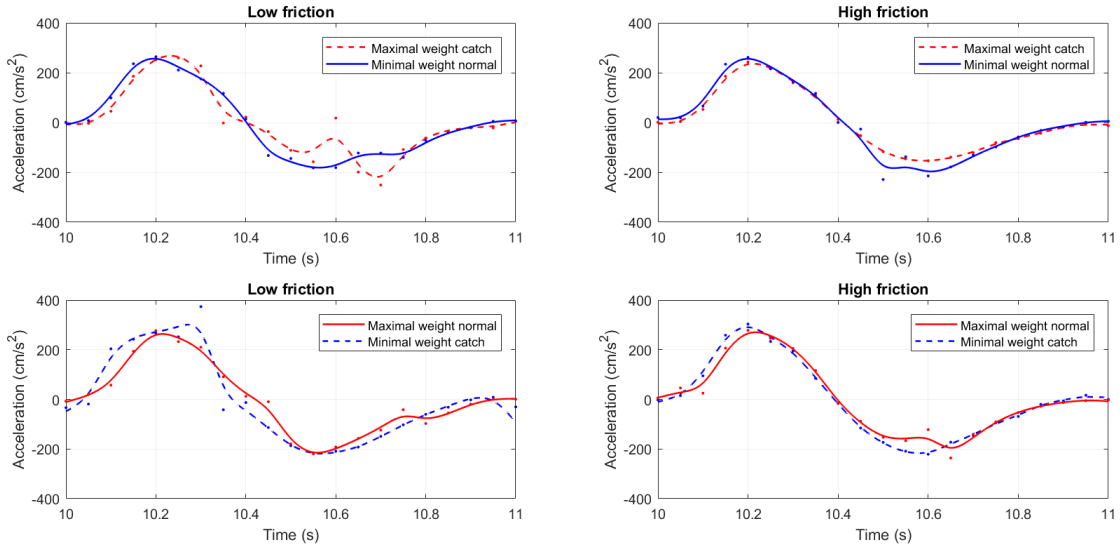 Low friction
400
200
0
-200
-400
Acceleration (cm/s²)
Maximal weight catch
Minimal weight normal
10 10.2 10.4 10.6 10.8 11
Time (s)
High friction
400
200
0
-200
-400
Acceleration (cm/s²)
Maximal weight catch
Minimal weight normal
10 10.2 10.4 10.6 10.8 11
Time (s)
Low friction
400
200
0
-200
-400
Acceleration (cm/s²)
Maximal weight normal
Minimal weight catch
10 10.2 10.4 10.6 10.8 11
Time (s)
High friction
400
200
0
-200
-400
Acceleration (cm/s²)
Maximal weight normal
Minimal weight catch
10 10.2 10.4 10.6 10.8 11
Time (s)